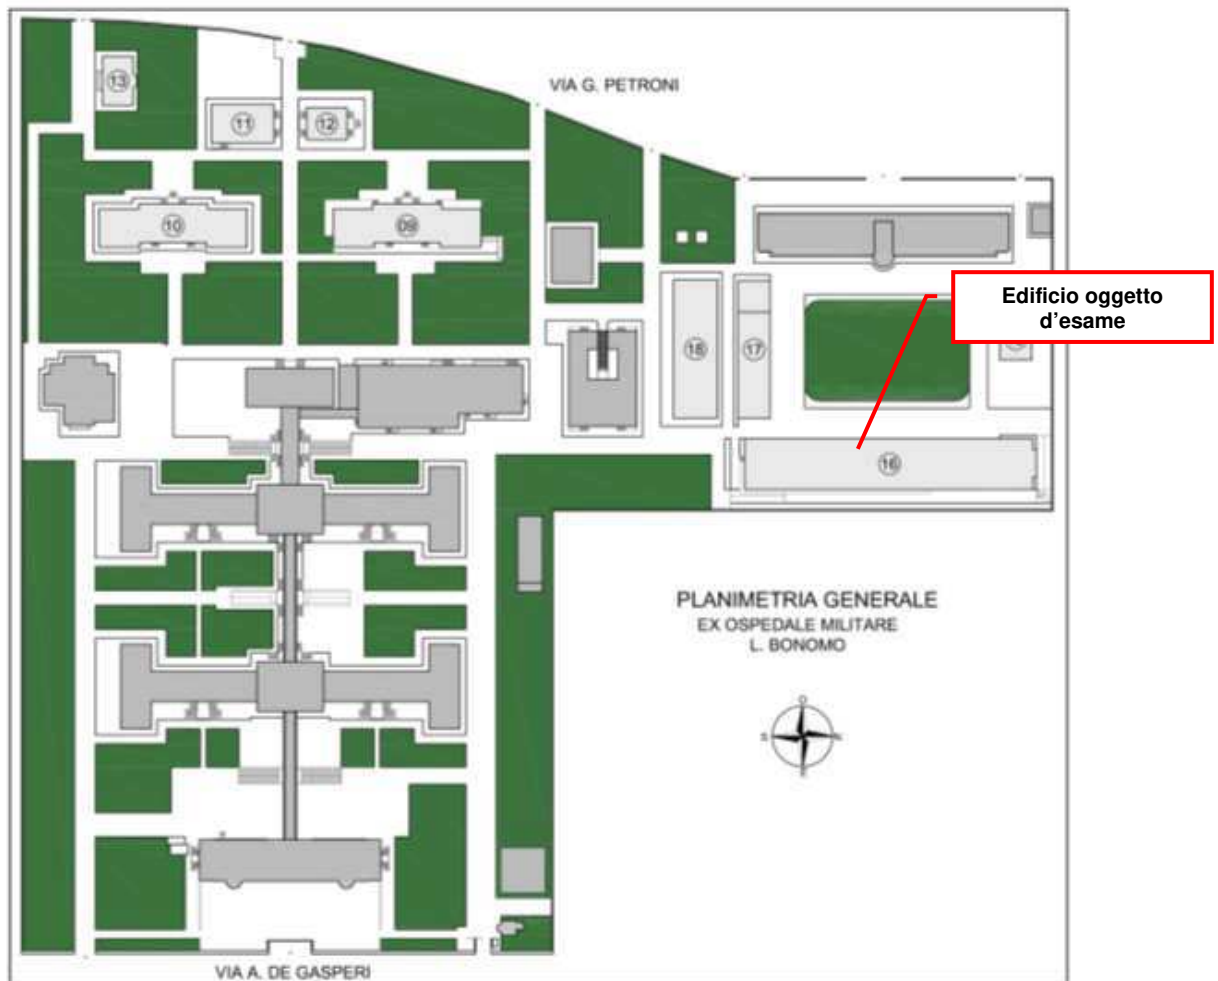 13
VIA G. PETRONI
11
12
10
09
Edificio oggetto
d'esame
18
17
16
PLANIMETRIA GENERALE
EX OSPEDALE MILITARE
L. BONOMO
O
S
N
E
VIA A. DE GASPERI